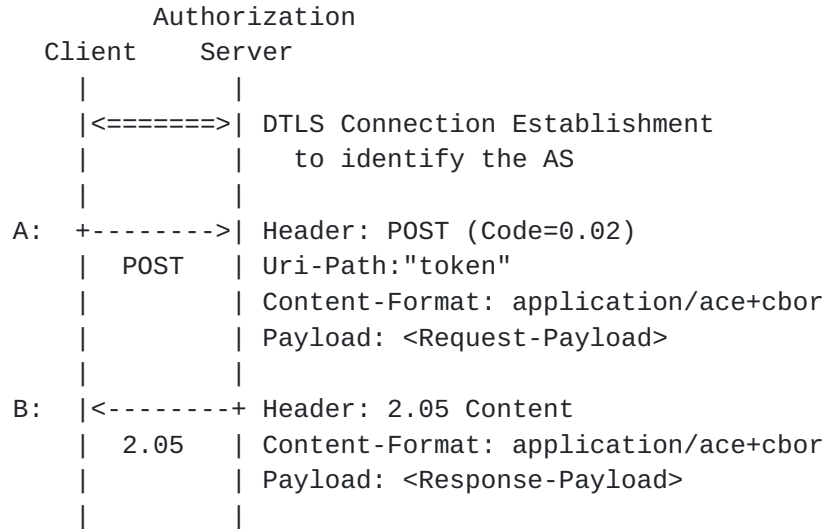 Authorization
Client Server
| |
|<=======>| DTLS Connection Establishment
| | to identify the AS
| |
A: +-------->| Header: POST (Code=0.02)
| POST | Uri-Path:"token"
| | Content-Format: application/ace+cbor
| | Payload: <Request-Payload>
| |
B: |<--------+ Header: 2.05 Content
| 2.05 | Content-Format: application/ace+cbor
| | Payload: <Response-Payload>
| |